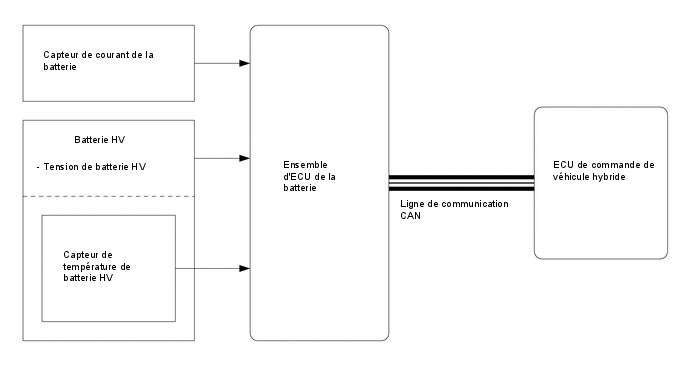 Capteur de courant de la
batterie
Batterie HV
- Tension de batterie HV
Capteur de
température de
batterie HV
Ensemble
d'ECU de la
batterie
Ligne de communication
CAN
ECU de commande de
véhicule hybride